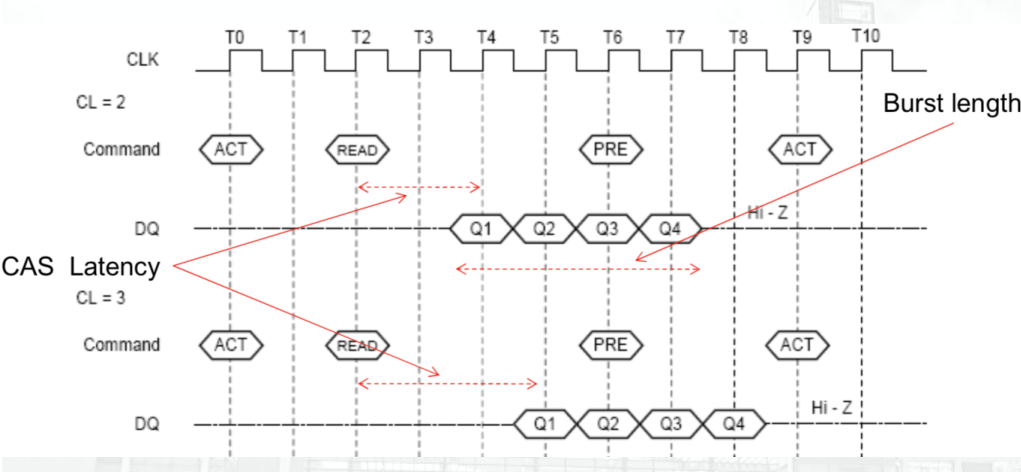 T0 T1 T2 T3 T4 T5 T6 T7 T8 T9 T10
CLK
CL = 2
Burst length
Command ACT READ PRE ACT
Hi - Z
DQ Q1 Q2 Q3 Q4
CAS Latency
CL = 3
Command ACT READ PRE ACT
Hi - Z
DQ Q1 Q2 Q3 Q4